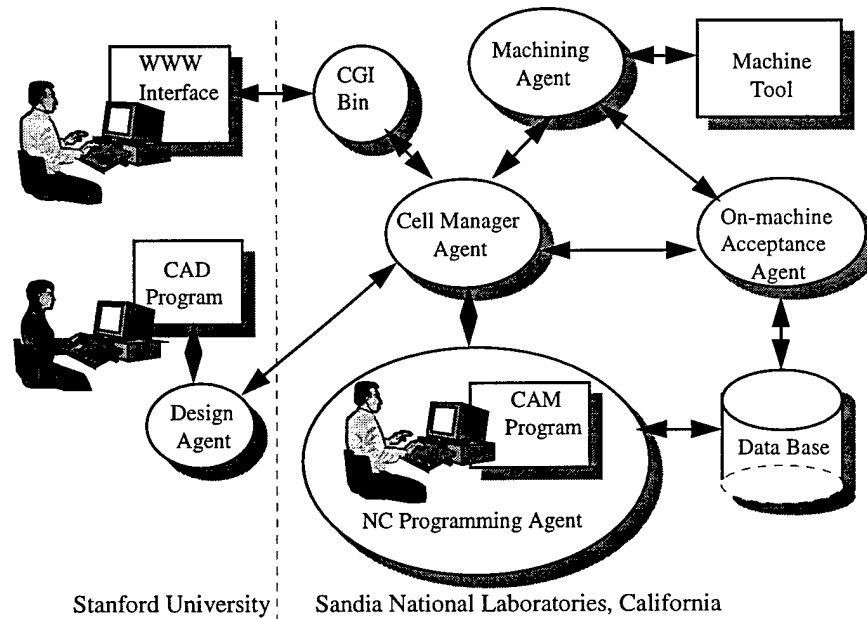 WWW
Interface
CGI
Bin
Machining
Agent
Machine
Tool
Cell Manager
Agent
On-machine
Acceptance
Agent
CAD
Program
Design
Agent
CAM
Program
NC Programming Agent
Data Base
Stanford University
Sandia National Laboratories, California